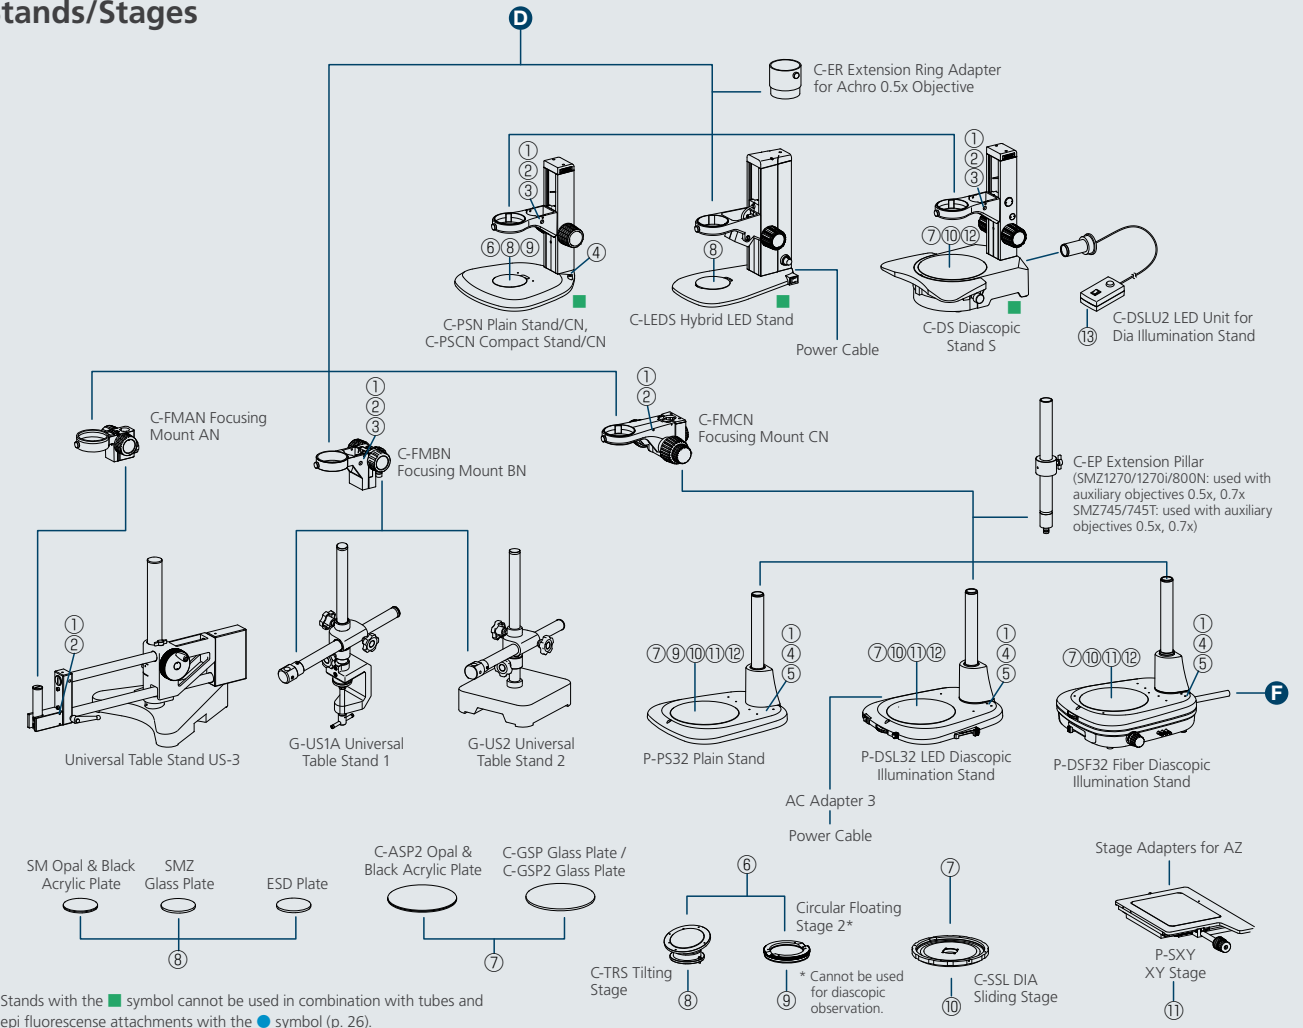 Stands/Stages
D
C-ER Extension Ring Adapter
for Achro 0.5x Objective
①
②
③
⑥⑧⑨
④
C-PSN Plain Stand/CN,
C-PSCN Compact Stand/CN
⑧
C-LEDS Hybrid LED Stand
Power Cable
①
②
③
⑦⑩⑫
C-DS Diascopic
Stand S
⑬
C-DSLU2 LED Unit for
Dia Illumination Stand
C-FMAN Focusing
Mount AN
①
②
③
C-FMBN
Focusing Mount BN
①
②
C-FMCN
Focusing Mount CN
C-EP Extension Pillar
(SMZ1270/1270i/800N: used with
auxiliary objectives 0.5x, 0.7x
SMZ745/745T: used with auxiliary
objectives 0.5x, 0.7x)
①
②
Universal Table Stand US-3
G-US1A Universal
Table Stand 1
G-US2 Universal
Table Stand 2
⑦⑨⑩⑪⑫
①
④
⑤
P-PS32 Plain Stand
⑦⑩⑪⑫
①
④
⑤
P-DSL32 LED Diascopic
Illumination Stand
AC Adapter 3
Power Cable
⑦⑩⑪⑫
①
④
⑤
F
P-DSF32 Fiber Diascopic
Illumination Stand
SM Opal & Black
Acrylic Plate
SMZ
Glass Plate
ESD Plate
⑧
C-ASP2 Opal &
Black Acrylic Plate
C-GSP Glass Plate /
C-GSP2 Glass Plate
⑦
⑥
C-TRS Tilting
Stage
⑧
Circular Floating
Stage 2*
⑨
* Cannot be used
for diascopic
observation.
⑦
C-SSL DIA
Sliding Stage
⑩
Stage Adapters for AZ
P-SXY
XY Stage
⑪
Stands with the ■ symbol cannot be used in combination with tubes and
epi fluorescense attachments with the ● symbol (p. 26).